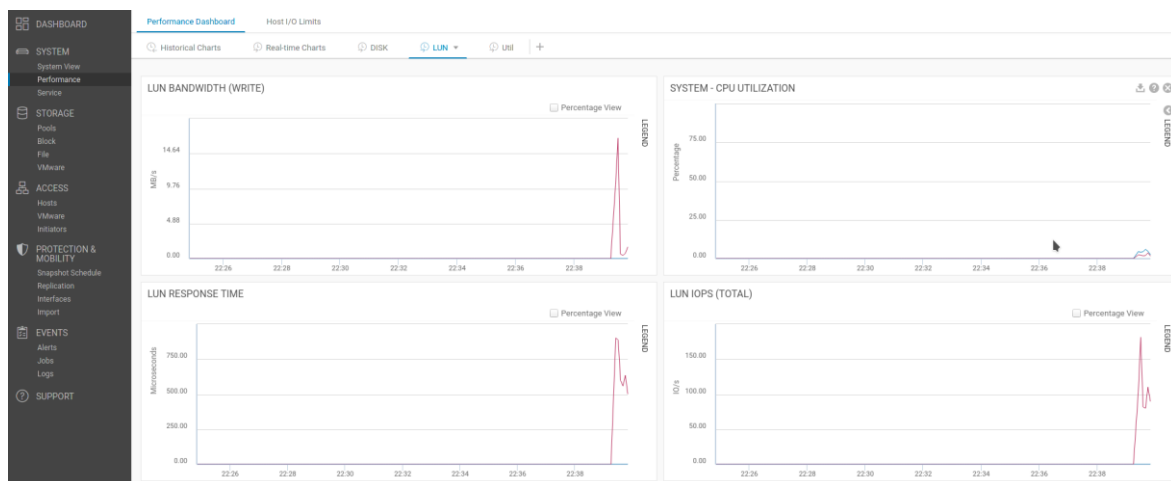 DASHBOARD
SYSTEM
System View
Performance
Service
STORAGE
Pools
Block
File
VMware
ACCESS
Hosts
VMware
Initiators
PROTECTION &
MOBILITY
Snapshot Schedule
Replication
Interfaces
Import
EVENTS
Alerts
Jobs
Logs
SUPPORT
Performance Dashboard Host I/O Limits
Historical Charts Real-time Charts DISK LUN Util +
LUN BANDWIDTH (WRITE)
Percentage View
LEGEND
MB/s
14.64
9.76
4.88
0.00
22:26 22:28 22:30 22:32 22:34 22:36 22:38
SYSTEM - CPU UTILIZATION
LEGEND
Percentage
75.00
50.00
25.00
0.00
22:26 22:28 22:30 22:32 22:34 22:36 22:38
LUN RESPONSE TIME
Percentage View
LEGEND
Microseconds
750.00
500.00
250.00
0.00
22:26 22:28 22:30 22:32 22:34 22:36 22:38
LUN IOPS (TOTAL)
Percentage View
LEGEND
IO/s
150.00
100.00
50.00
0.00
22:26 22:28 22:30 22:32 22:34 22:36 22:38